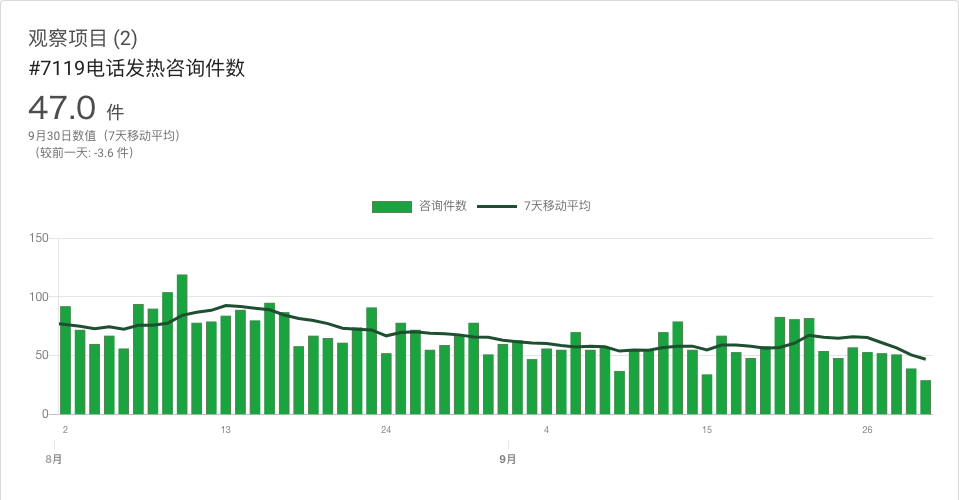 观察项目 (2)
#7119电话发热咨询件数
47.0 件
9月30日数值（7天移动平均）
（较前一天: -3.6 件）
咨询件数 7天移动平均
150
100
50
0
2 13 24 4 15 26
8月 9月